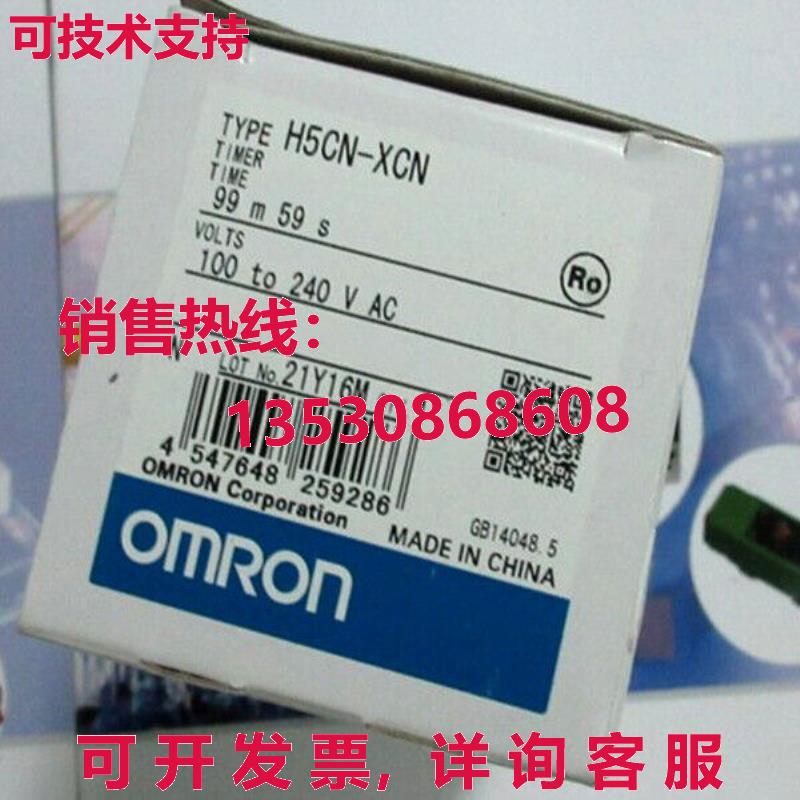 可技术支持
TYPE H5CN-XCN
TIMER
TIME
99 m 59 s
VOLTS
100 to 240 V AC
Ro
销售热线：
N
LOT No. 21Y16M
13530868608
4 547648 259286
OMRON Corporation
GB14048.5
MADE IN CHINA
OMRON
可开发票，详询客服